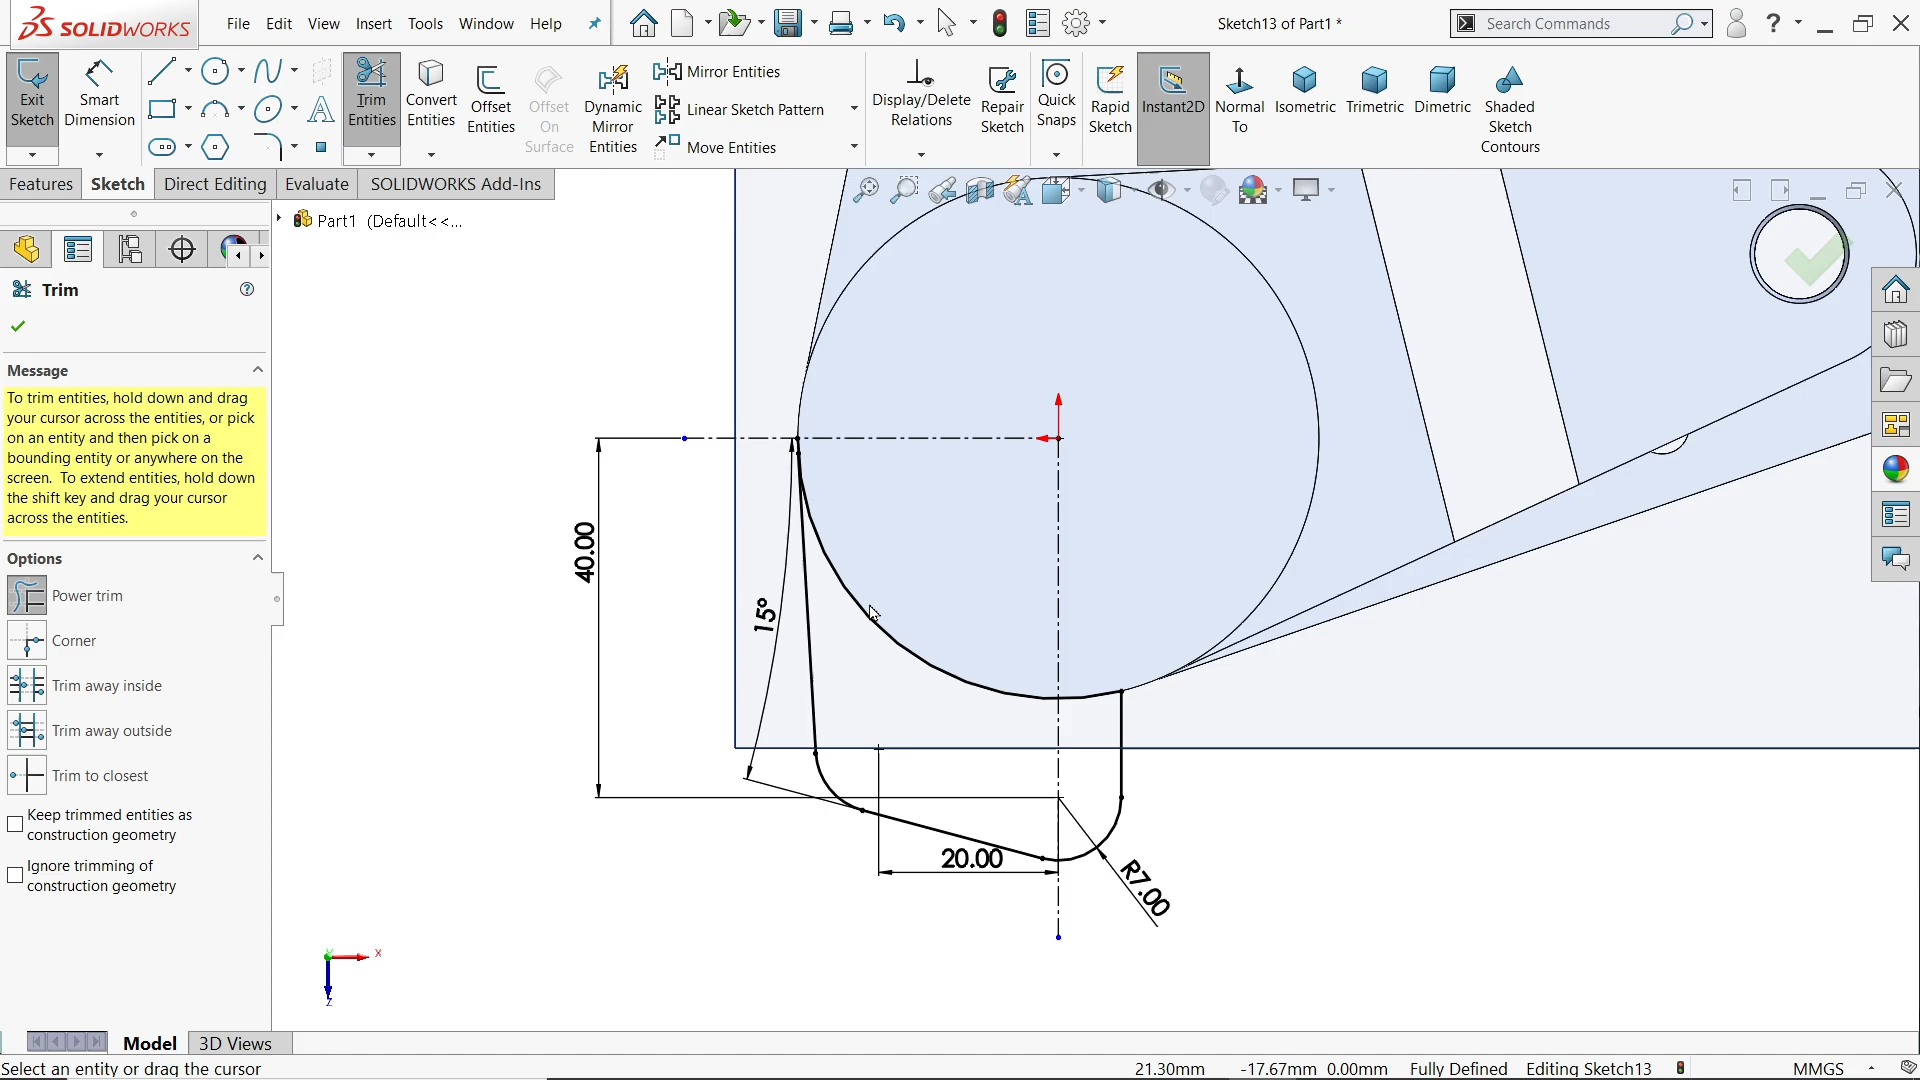 SOLIDWORKS
File Edit View Insert Tools Window Help
Sketch13 of Part1 *
Search Commands
?
Exit Sketch
Smart Dimension
Trim Entities
Convert Entities
Offset Entities
Offset On Surface
Dynamic Mirror Entities
Mirror Entities
Linear Sketch Pattern
Move Entities
Display/Delete Relations
Repair Sketch
Quick Snaps
Rapid Sketch
Instant2D
Normal To
Isometric
Trimetric
Dimetric
Shaded Sketch Contours
Features Sketch Direct Editing Evaluate SOLIDWORKS Add-Ins
Part1 (Default<<...
Trim
Message
To trim entities, hold down and drag
your cursor across the entities, or pick
on an entity and then pick on a
bounding entity or anywhere on the
screen. To extend entities, hold down
the shift key and drag your cursor
across the entities.
Options
Power trim
Corner
Trim away inside
Trim away outside
Trim to closest
Keep trimmed entities as
construction geometry
Ignore trimming of
construction geometry
40.00
15°
20.00
R7.00
Y
X
Z
Model 3D Views
Select an entity or drag the cursor
21.30mm -17.67mm 0.00mm Fully Defined Editing Sketch13 MMGS